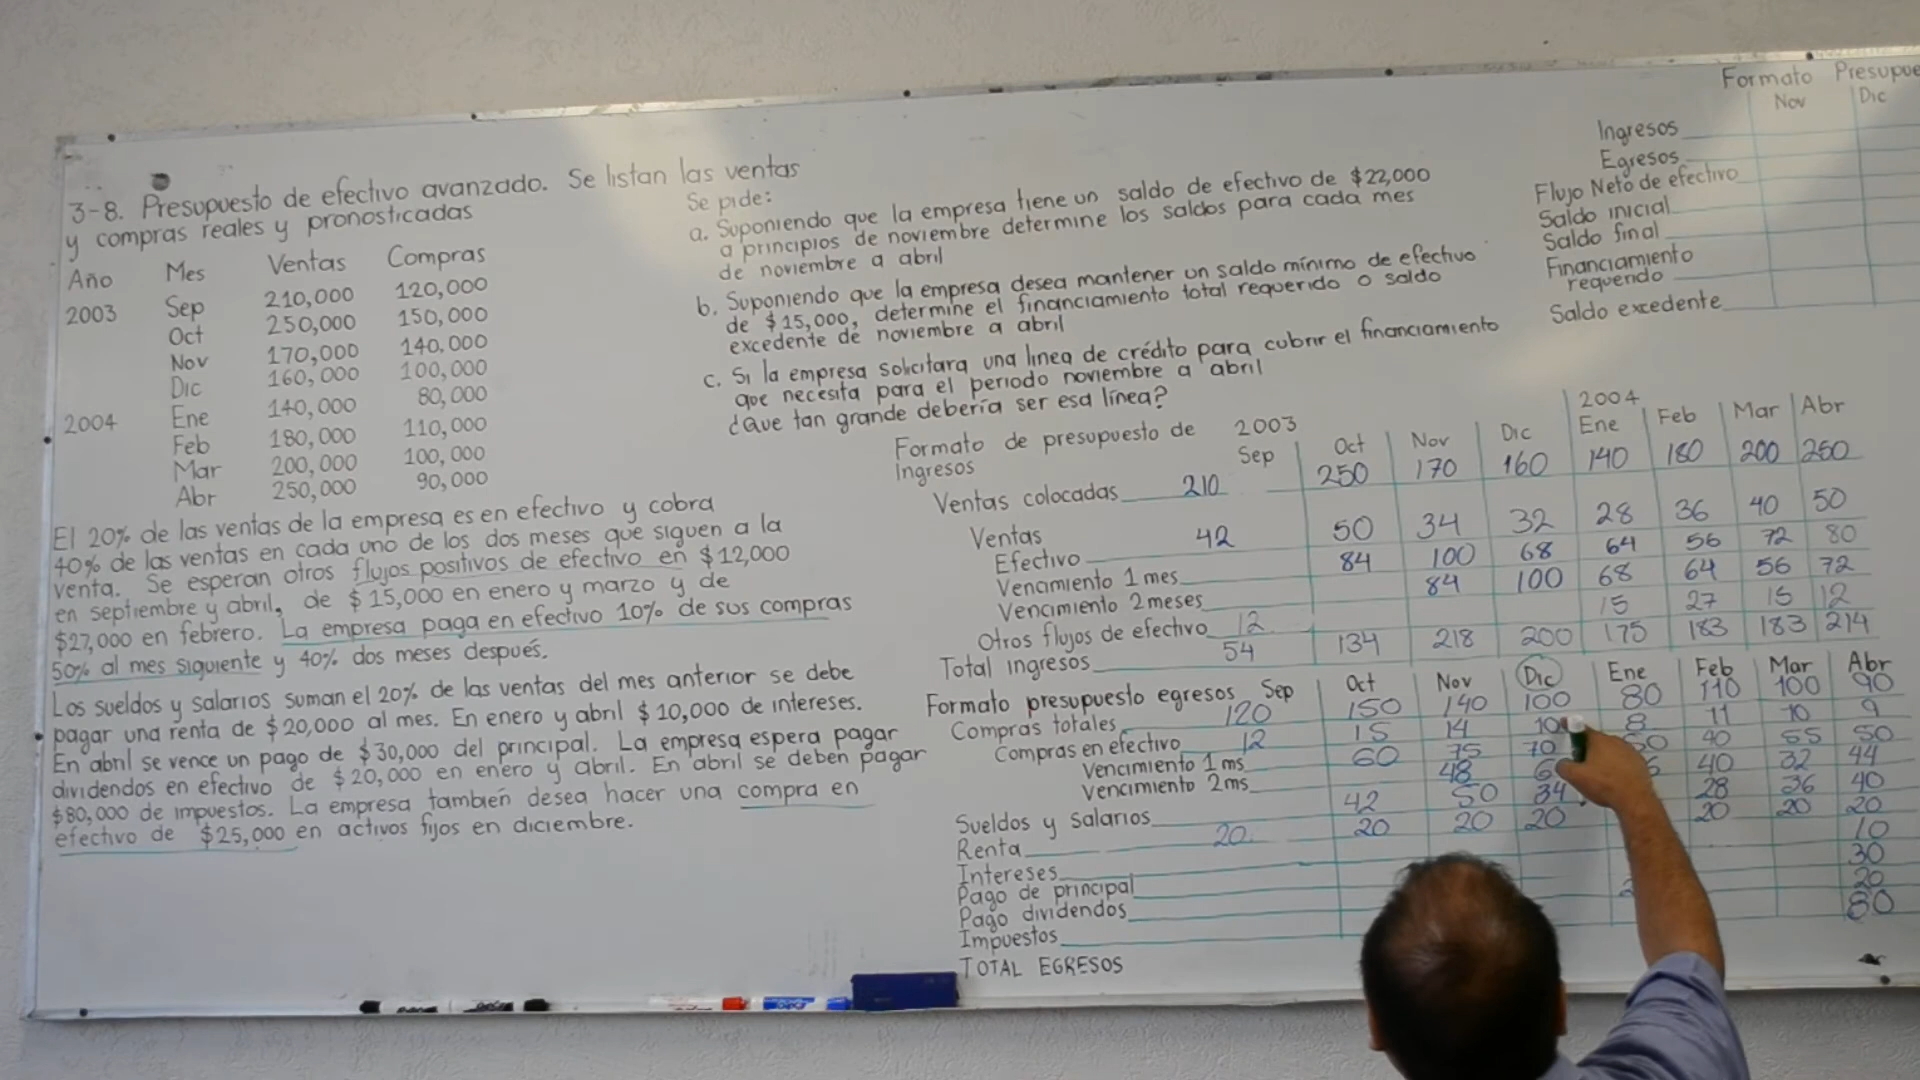 3-8. Presupuesto de efectivo avanzado. Se listan las ventas
y compras reales y pronosticadas
Año Mes Ventas Compras
2003 Sep 210,000 120,000
Oct 250,000 150,000
Nov 170,000 140,000
Dic 160,000 100,000
2004 Ene 140,000 80,000
Feb 180,000 110,000
Mar 200,000 100,000
Abr 250,000 90,000
El 20% de las ventas de la empresa es en efectivo y cobra
40% de las ventas en cada uno de los dos meses que siguen a la
venta. Se esperan otros flujos positivos de efectivo en $12,000
en septiembre y abril, de $15,000 en enero y marzo y de
$27,000 en febrero. La empresa paga en efectivo 10% de sus compras
50% al mes siguiente y 40% dos meses después.
Los sueldos y salarios suman el 20% de las ventas del mes anterior se debe
pagar una renta de $20,000 al mes. En enero y abril $10,000 de intereses.
En abril se vence un pago de $30,000 del principal. La empresa espera pagar
dividendos en efectivo de $20,000 en enero y abril. En abril se deben pagar
$80,000 de impuestos. La empresa también desea hacer una compra en
efectivo de $25,000 en activos fijos en diciembre.
Se pide:
a. Suponiendo que la empresa tiene un saldo de efectivo de $22,000
a principios de noviembre determine los saldos para cada mes
de noviembre a abril
b. Suponiendo que la empresa desea mantener un saldo mínimo de efectivo
de $15,000, determine el financiamiento total requerido o saldo
excedente de noviembre a abril
c. Si la empresa solicitara una linea de crédito para cubrir el financiamiento
que necesita para el periodo noviembre a abril
¿Que tan grande debería ser esa línea?
Formato Presupue
Nov Dic
Ingresos
Egresos
Flujo Neto de efectivo
Saldo inicial
Saldo final
Financiamiento
requerido
Saldo excedente
Formato de presupuesto de 2003 2004
Ingresos Sep Oct Nov Dic Ene Feb Mar Abr
Ventas colocadas 210 250 170 160 140 180 200 250
Ventas
Efectivo 42 50 34 32 28 36 40 50
Vencimiento 1 mes 84 100 68 64 56 72 80
Vencimiento 2 meses 84 100 68 64 56 72
Otros flujos de efectivo 12 15 27 15 12
Total ingresos 54 134 218 200 175 183 183 214
Formato presupuesto egresos Sep Oct Nov Dic Ene Feb Mar Abr
Compras totales 120 150 140 100 80 110 100 90
Compras en efectivo 12 15 14 10 8 11 10 9
Vencimiento 1 ms 60 75 70 40 55 50
Vencimiento 2 ms 48 40 32 44
Sueldos y salarios 42 50 34 28 36 40
Renta 20 20 20 20 20 20 20
Intereses 10
Pago de principal 30
Pago dividendos 20
Impuestos 80
TOTAL EGRESOS